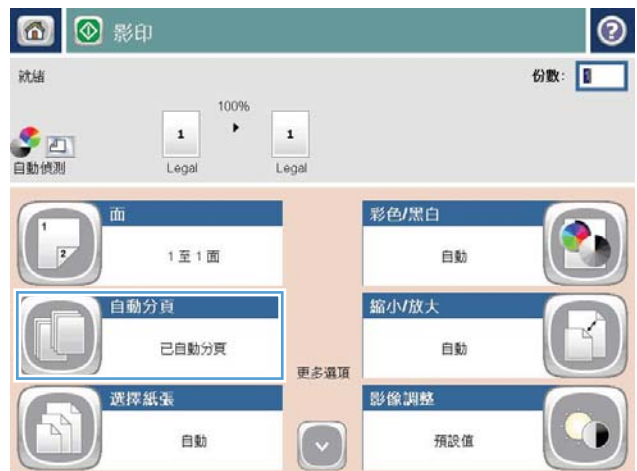 影印
就緒
份數: 1
100%
1
1
自動偵測
Legal
Legal
面
1 至 1 面
彩色/黑白
自動
自動分頁
已自動分頁
縮小/放大
自動
更多選項
選擇紙張
自動
影像調整
預設值
1
2